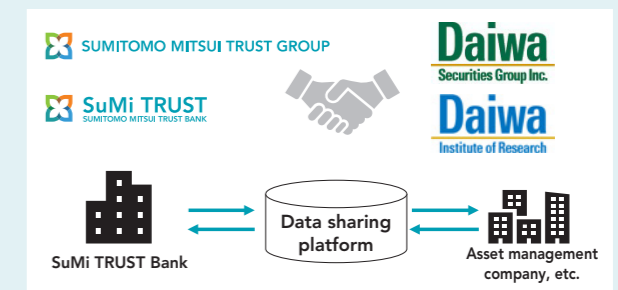 SUMITOMO MITSUI TRUST GROUP
SuMi TRUST
SUMITOMO MITSUI TRUST BANK
Daiwa
Securities Group Inc.
Daiwa
Institute of Research
SuMi TRUST Bank
Data sharing
platform
Asset management
company, etc.